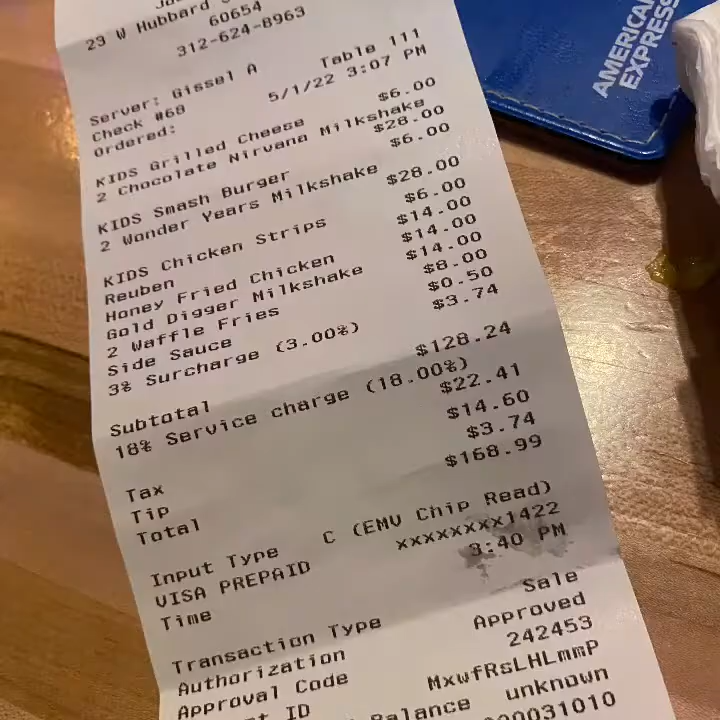 23 W Hubbard
60654
312-624-8963
Server: Gissel A Table 111
Check #68 5/1/22 3:07 PM
Ordered:
KIDS Grilled Cheese $6.00
2 Chocolate Nirvana Milkshake $28.00
KIDS Smash Burger $6.00
2 Wonder Years Milkshake $28.00
KIDS Chicken Strips $6.00
Reuben $14.00
Honey Fried Chicken $14.00
Gold Digger Milkshake $14.00
2 Waffle Fries $8.00
Side Sauce $0.50
3% Surcharge (3.00%) $3.74
Subtotal $128.24
18% Service charge (18.00%) $22.41
Tax $14.60
Tip $3.74
Total $168.99
Input Type C (EMV Chip Read)
VISA PREPAID xxxxxxxx1422
Time 3:40 PM
Transaction Type Sale
Authorization Approved
Approval Code 242453
ID MxwfRsLHLmmP
Balance unknown
00031010
AMERICAN
EXPRESS